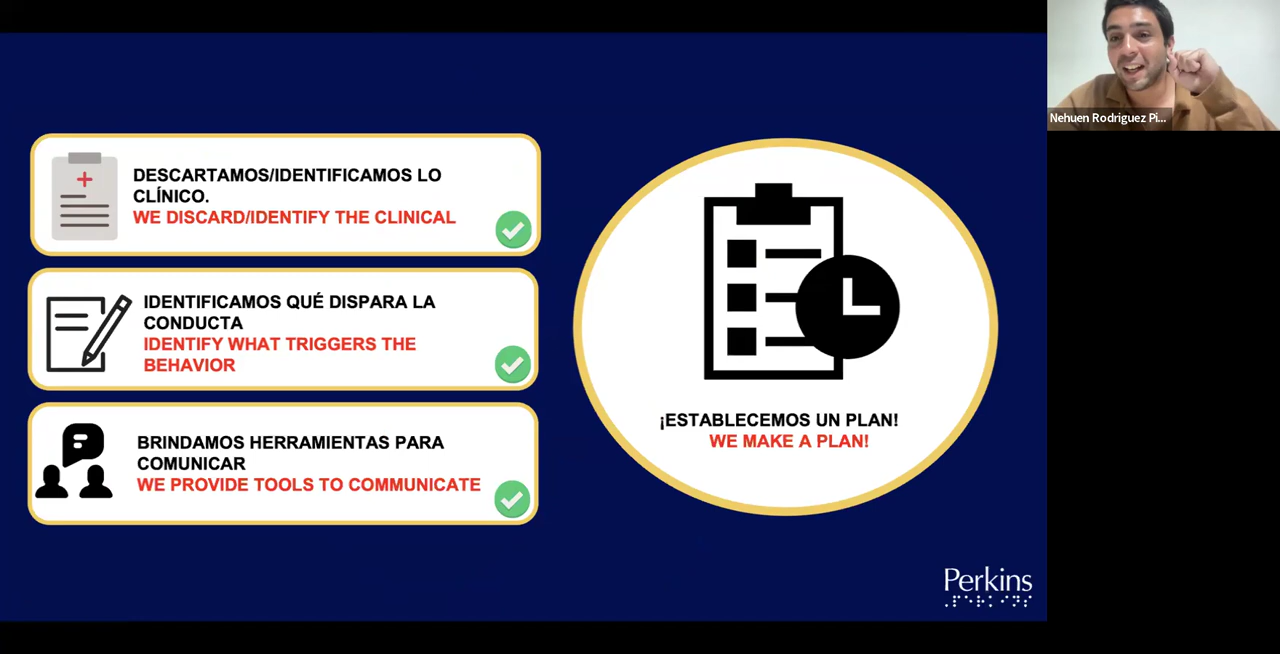 DESCARTAMOS/IDENTIFICAMOS LO
CLÍNICO.
WE DISCARD/IDENTIFY THE CLINICAL
IDENTIFICAMOS QUÉ DISPARA LA
CONDUCTA
IDENTIFY WHAT TRIGGERS THE
BEHAVIOR
BRINDAMOS HERRAMIENTAS PARA
COMUNICAR
WE PROVIDE TOOLS TO COMMUNICATE
¡ESTABLECEMOS UN PLAN!
WE MAKE A PLAN!
Perkins
⠠⠏⠑⠗⠅⠊⠝⠎
Nehuen Rodriguez Pi...